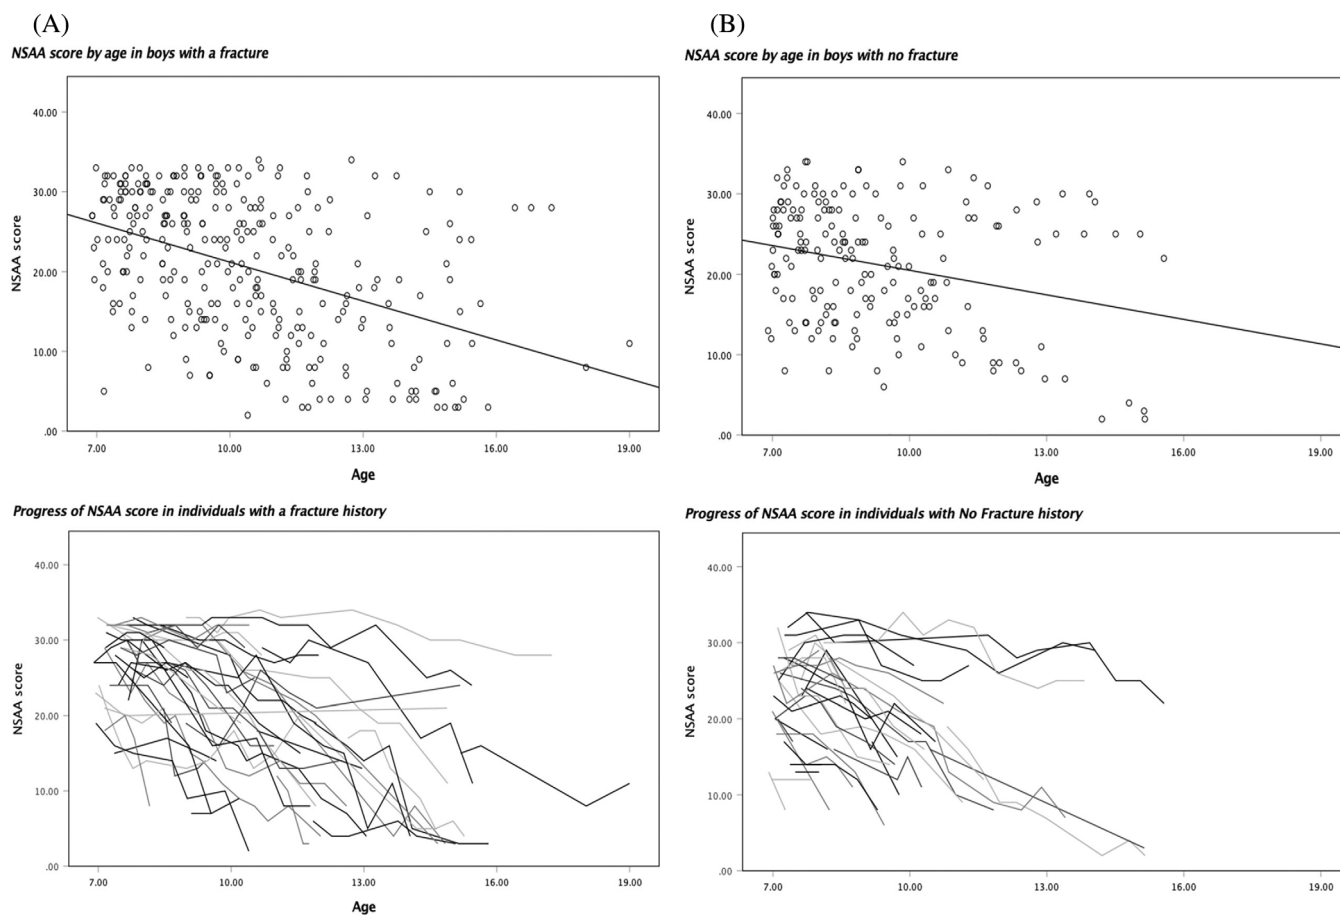 (A)
NSAA score by age in boys with a fracture
40.00
30.00
20.00
10.00
.00
NSAA score
7.00 10.00 13.00 16.00 19.00
Age
(B)
NSAA score by age in boys with no fracture
40.00
30.00
20.00
10.00
.00
NSAA score
7.00 10.00 13.00 16.00 19.00
Age
Progress of NSAA score in individuals with a fracture history
40.00
30.00
20.00
10.00
.00
NSAA score
7.00 10.00 13.00 16.00 19.00
Age
Progress of NSAA score in individuals with No Fracture history
40.00
30.00
20.00
10.00
.00
NSAA score
7.00 10.00 13.00 16.00 19.00